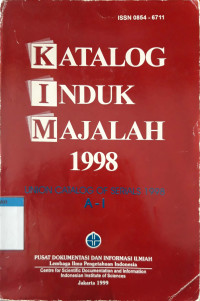 ISSN 0854 - 6711
KATALOG
INDUK
MAJALAH
1998
A - I
PUSAT DOKUMENTASI DAN INFORMASI ILMIAH
Lembaga Ilmu Pengetahuan Indonesia
Centre for Scientific Documentation and Information
Indonesian Institute of Sciences
Jakarta 1999